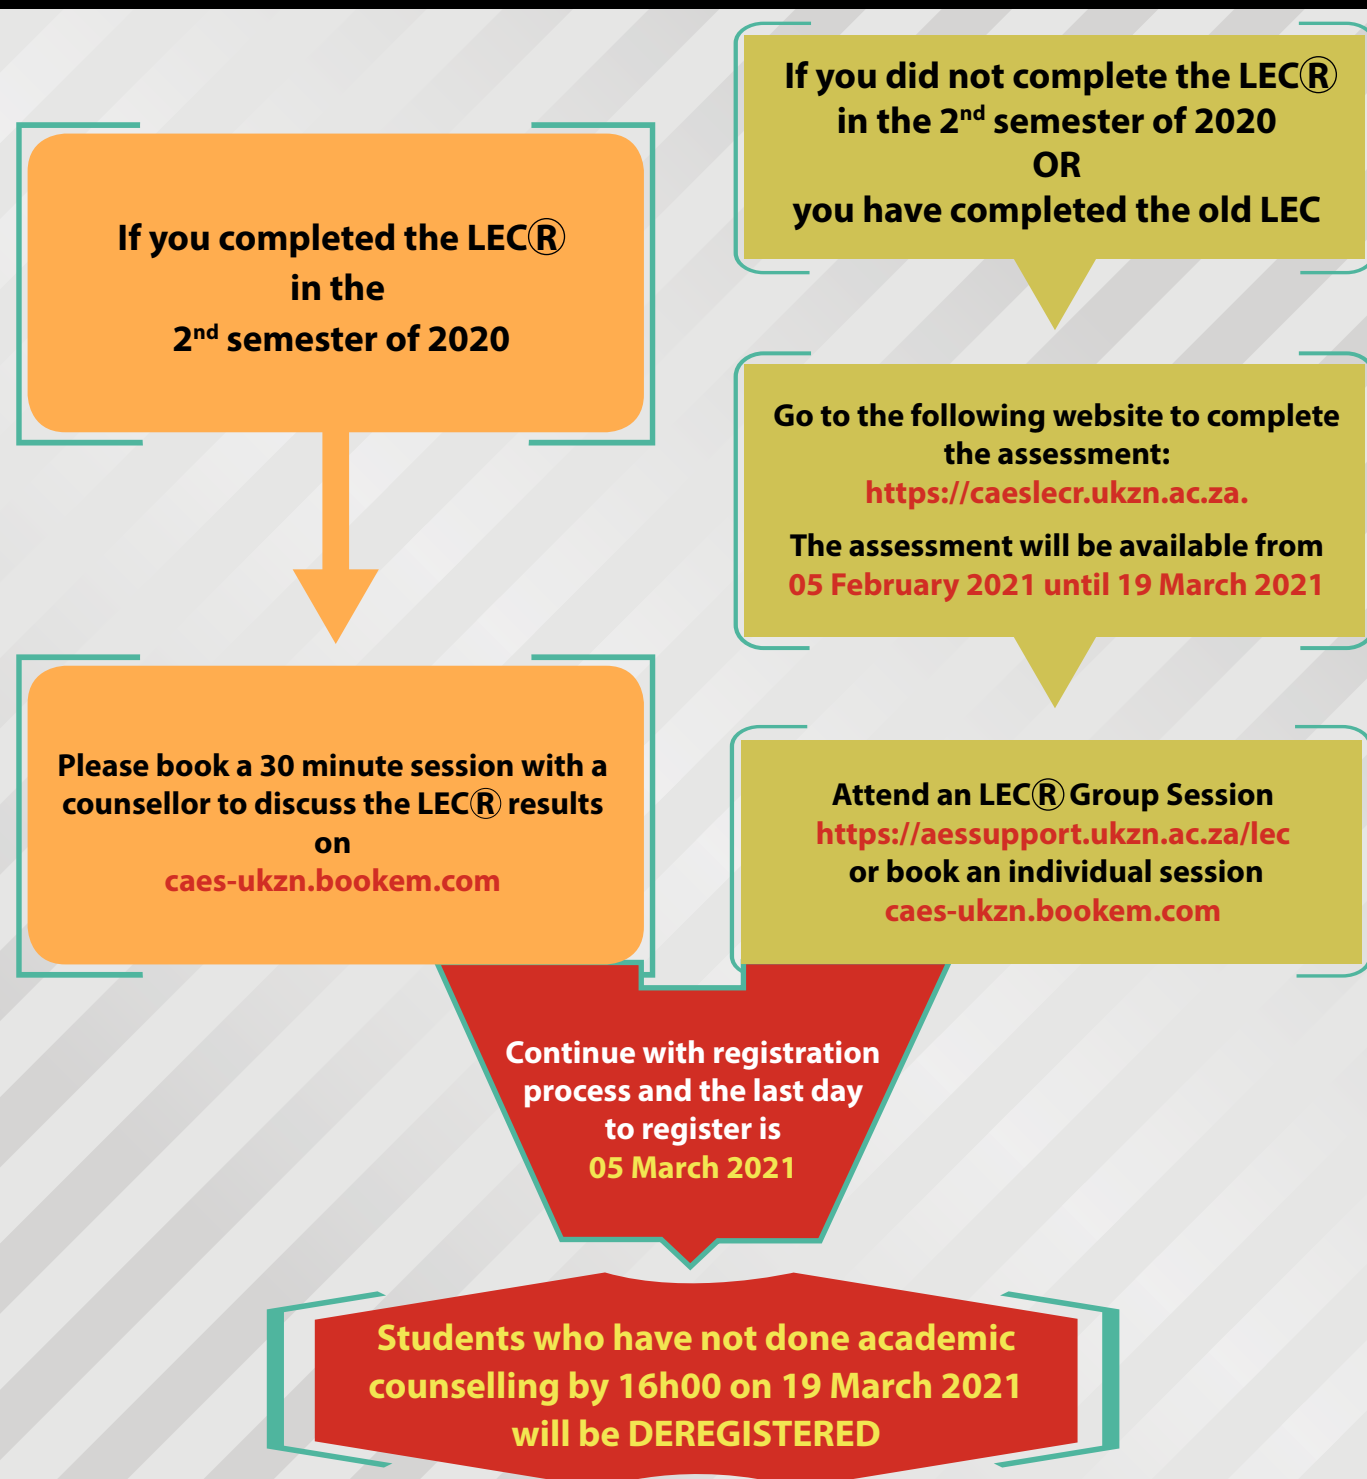 If you completed the LEC®
in the
2nd semester of 2020
Please book a 30 minute session with a
counsellor to discuss the LEC® results
on
caes-ukzn.bookem.com
If you did not complete the LEC®
in the 2nd semester of 2020
OR
you have completed the old LEC
Go to the following website to complete
the assessment:
https://caeslecr.ukzn.ac.za.
The assessment will be available from
05 February 2021 until 19 March 2021
Attend an LEC® Group Session
https://aessupport.ukzn.ac.za/lec
or book an individual session
caes-ukzn.bookem.com
Continue with registration
process and the last day
to register is
05 March 2021
Students who have not done academic
counselling by 16h00 on 19 March 2021
will be DEREGISTERED